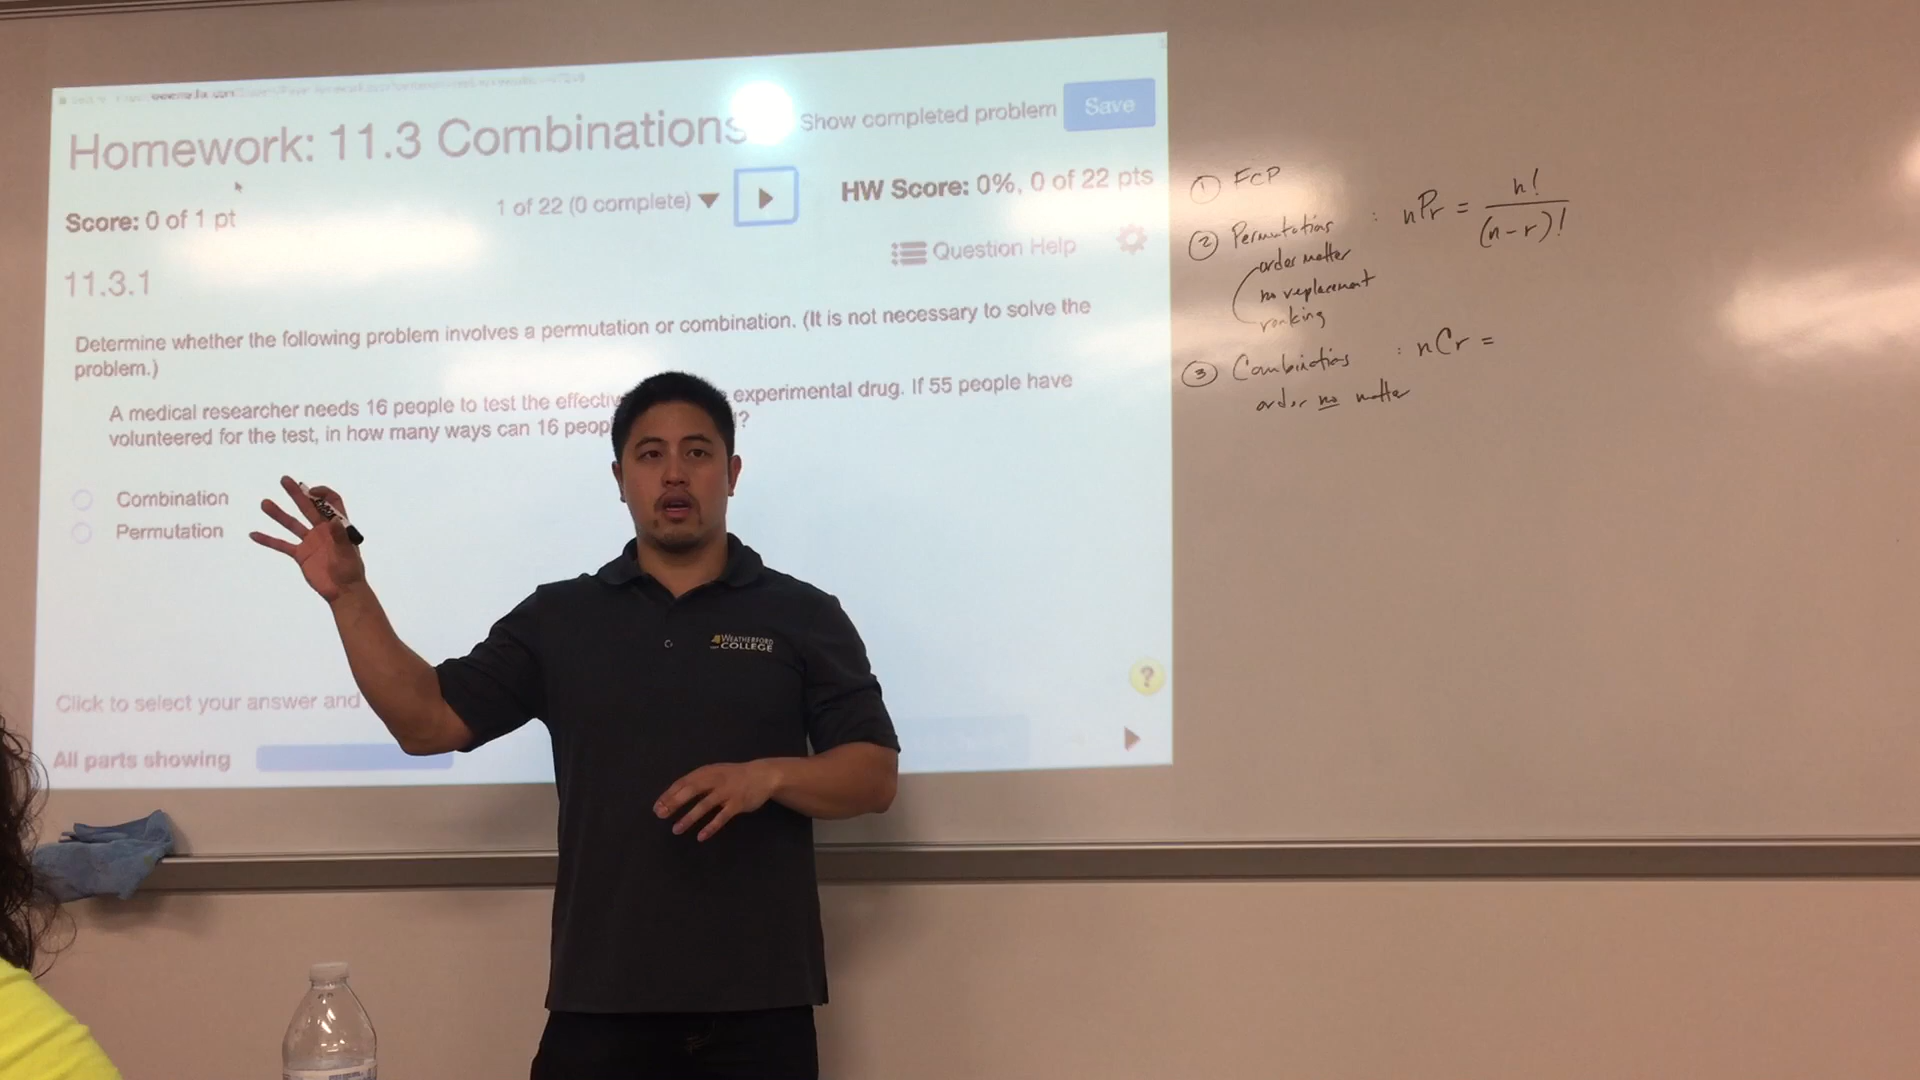 Homework: 11.3 Combinations
Show completed problem
Save
Score: 0 of 1 pt
1 of 22 (0 complete)
HW Score: 0%, 0 of 22 pts
Question Help
11.3.1
Determine whether the following problem involves a permutation or combination. (It is not necessary to solve the
problem.)
A medical researcher needs 16 people to test the effectiv experimental drug. If 55 people have
volunteered for the test, in how many ways can 16 peop ?
Combination
Permutation
Click to select your answer and
All parts showing
?
① FCP
② Permutations : nPr = n! / (n-r)!
order matter
no replacement
ranking
③ Combinations : nCr =
order no matter
WEATHERFORD
COLLEGE